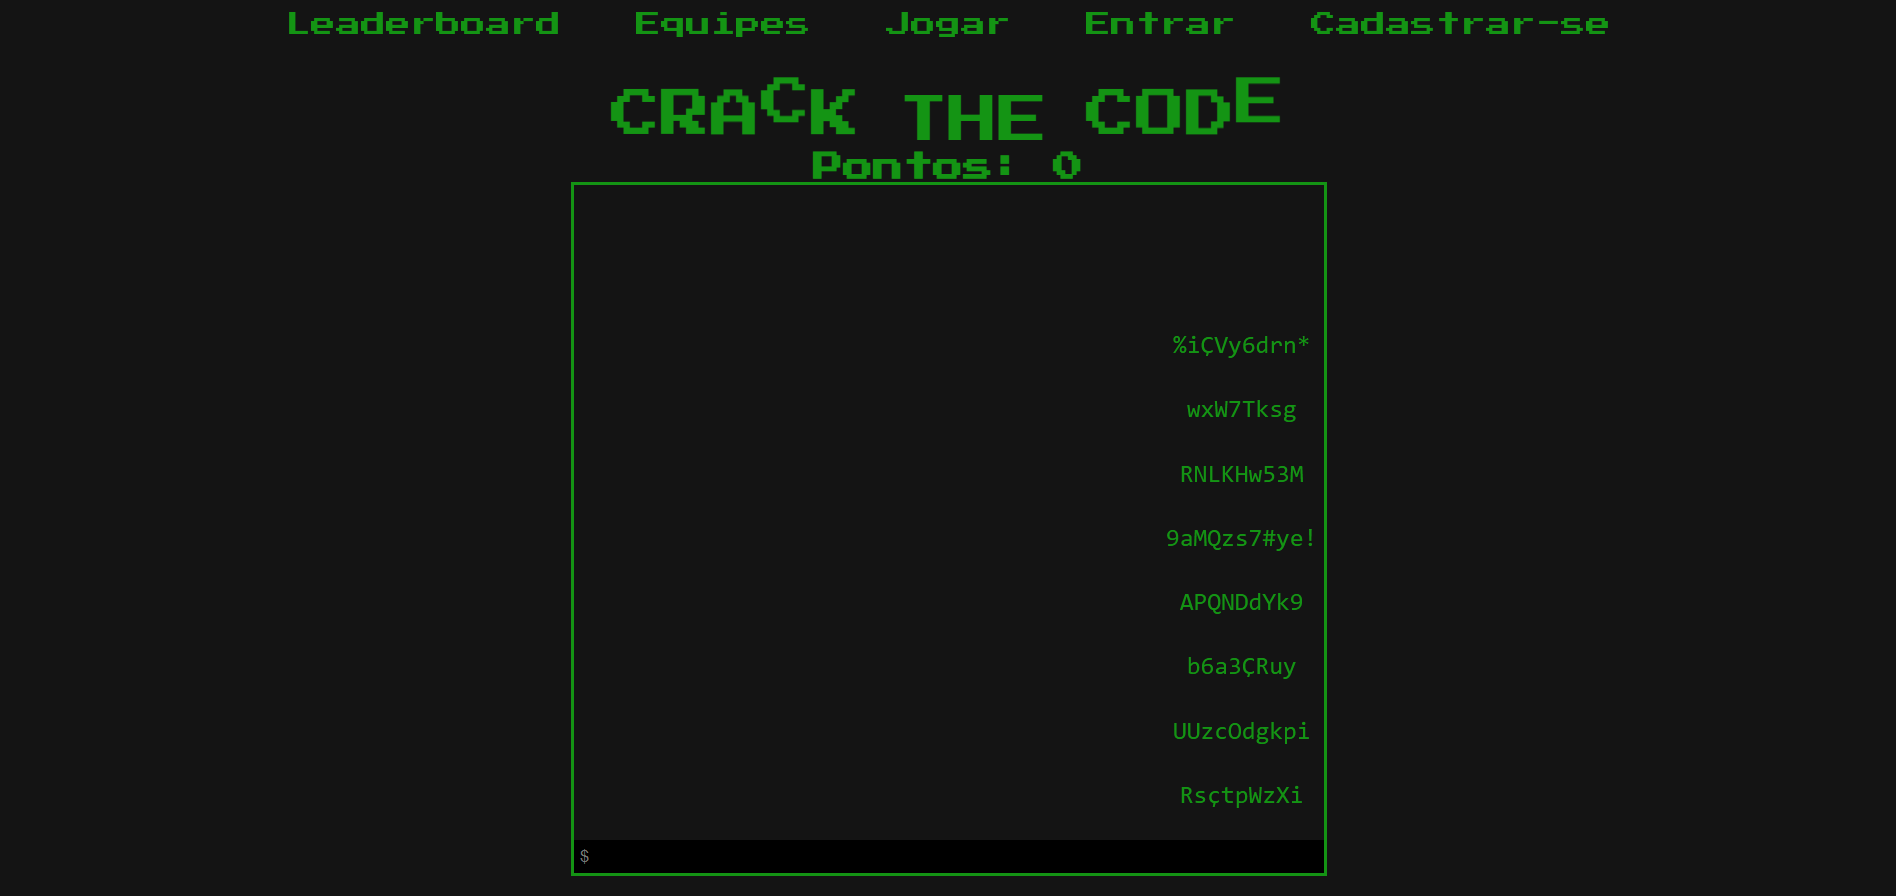 Leaderboard Equipes Jogar Entrar Cadastrar-se
CRACK THE CODE
Pontos: 0
%iÇVy6drn*
wxW7Tksg
RNLKHw53M
9aMQzs7#ye!
APQNDdYk9
b6a3ÇRuy
UUzcOdgkpi
RsçtpWzXi
$